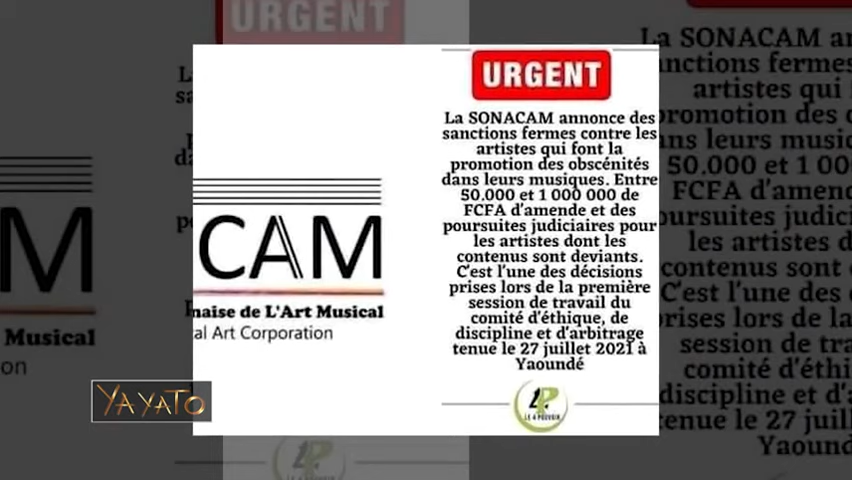 URGENT
La SONACAM annonce des
sanctions fermes contre les
artistes qui font la
promotion des obscénités
dans leurs musiques. Entre
50.000 et 1 000 000 de
FCFA d'amende et des
poursuites judiciaires pour
les artistes dont les
contenus sont deviants.
C'est l'une des décisions
prises lors de la première
session de travail du
comité d'éthique, de
discipline et d'arbitrage
tenue le 27 juillet 2021 à
Yaoundé
4P
LE 4 POUVOIR
CAM
naise de L'Art Musical
cal Art Corporation
YAYATO